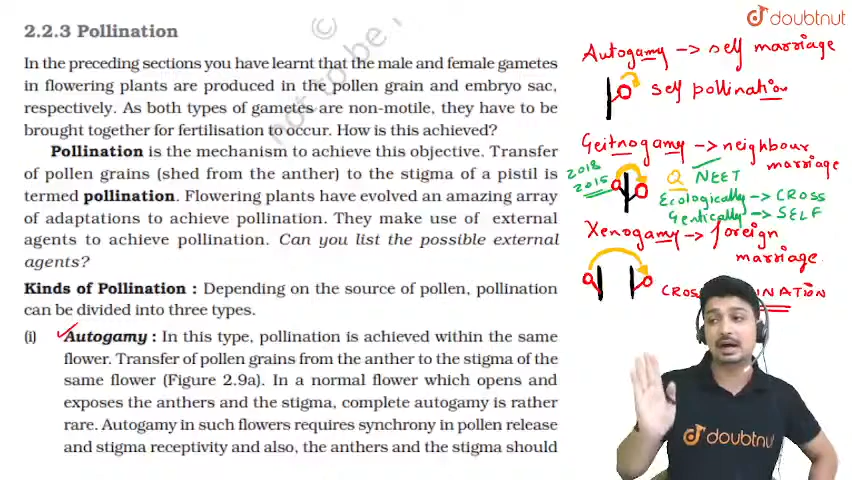 2.2.3 Pollination
In the preceding sections you have learnt that the male and female gametes
in flowering plants are produced in the pollen grain and embryo sac,
respectively. As both types of gametes are non-motile, they have to be
brought together for fertilisation to occur. How is this achieved?
Pollination is the mechanism to achieve this objective. Transfer
of pollen grains (shed from the anther) to the stigma of a pistil is
termed pollination. Flowering plants have evolved an amazing array
of adaptations to achieve pollination. They make use of external
agents to achieve pollination. Can you list the possible external
agents?
Kinds of Pollination : Depending on the source of pollen, pollination
can be divided into three types.
(i) Autogamy : In this type, pollination is achieved within the same
flower. Transfer of pollen grains from the anther to the stigma of the
same flower (Figure 2.9a). In a normal flower which opens and
exposes the anthers and the stigma, complete autogamy is rather
rare. Autogamy in such flowers requires synchrony in pollen release
and stigma receptivity and also, the anthers and the stigma should
© not to be
doubtnut
Autogamy -> self marriage
self pollination
Geitnogamy -> neighbour
marriage
2018
2015
Q NEET
Ecologically -> CROSS
Gentically -> SELF
Xenogamy -> foreign
marriage
CROSS
doubtnut